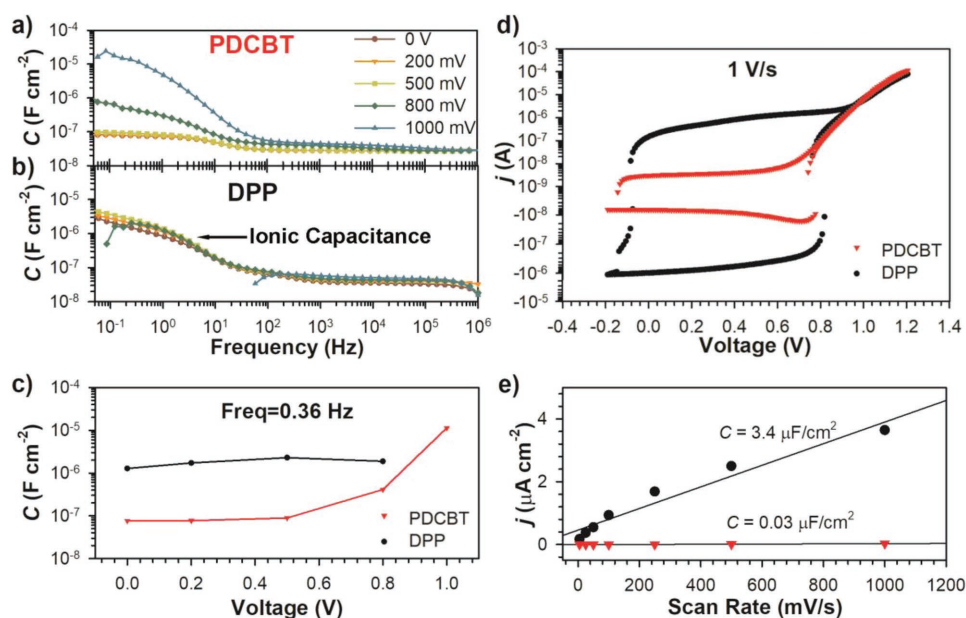 a)
PDCBT
C (F cm⁻²)
10⁻⁴
10⁻⁵
10⁻⁶
10⁻⁷
10⁻⁸
0 V
200 mV
500 mV
800 mV
1000 mV
b)
DPP
C (F cm⁻²)
10⁻⁴
10⁻⁵
10⁻⁶
10⁻⁷
10⁻⁸
Ionic Capacitance
10⁻¹ 10⁰ 10¹ 10² 10³ 10⁴ 10⁵ 10⁶
Frequency (Hz)
c)
Freq=0.36 Hz
C (F cm⁻²)
10⁻⁴
10⁻⁵
10⁻⁶
10⁻⁷
10⁻⁸
PDCBT
DPP
0.0 0.2 0.4 0.6 0.8 1.0
Voltage (V)
d)
1 V/s
j (A)
10⁻³
10⁻⁴
10⁻⁵
10⁻⁶
10⁻⁷
10⁻⁸
10⁻⁹
-10⁻⁸
-10⁻⁷
-10⁻⁶
-10⁻⁵
PDCBT
DPP
-0.4 -0.2 0.0 0.2 0.4 0.6 0.8 1.0 1.2 1.4
Voltage (V)
e)
j (μA cm⁻²)
4
2
0
C = 3.4 μF/cm²
C = 0.03 μF/cm²
0 200 400 600 800 1000 1200
Scan Rate (mV/s)